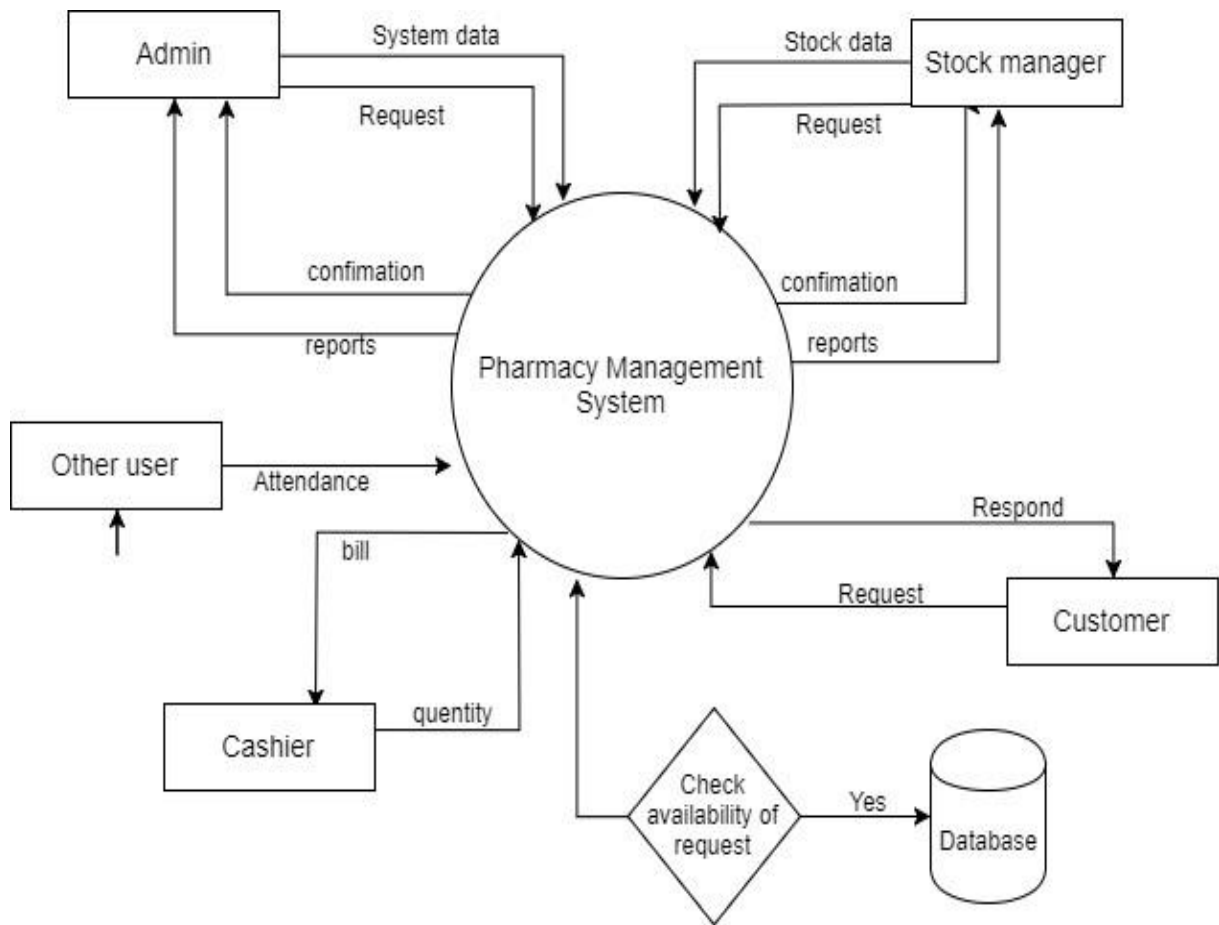 Admin
System data
Request
Stock data
Request
Stock manager
confimation
reports
confimation
reports
Pharmacy Management
System
Other user
Attendance
bill
Respond
Request
Customer
Cashier
quentity
Check
availability of
request
Yes
Database